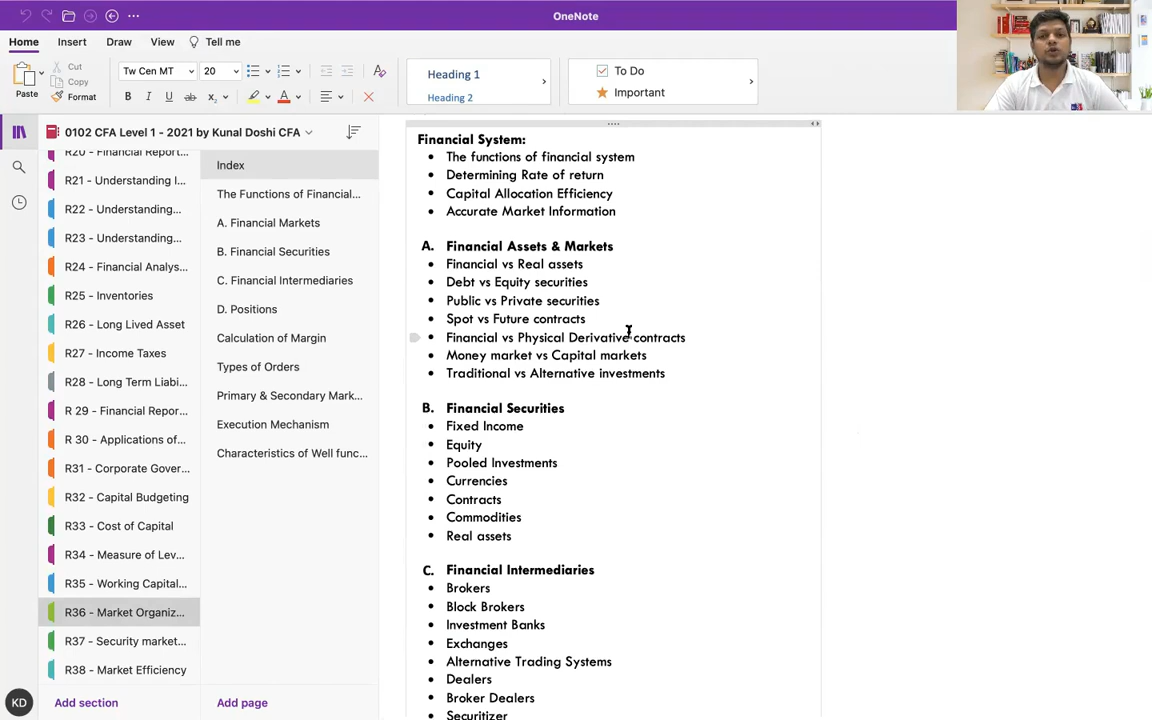 OneNote
Home Insert Draw View Tell me
Paste
Cut
Copy
Format
Tw Cen MT 20
B I U ab x₂ A
Heading 1
Heading 2
To Do
Important
0102 CFA Level 1 - 2021 by Kunal Doshi CFA
R20 - Financial Report...
R21 - Understanding I...
R22 - Understanding...
R23 - Understanding...
R24 - Financial Analys...
R25 - Inventories
R26 - Long Lived Asset
R27 - Income Taxes
R28 - Long Term Liabi...
R 29 - Financial Repor...
R 30 - Applications of...
R31 - Corporate Gover...
R32 - Capital Budgeting
R33 - Cost of Capital
R34 - Measure of Lev...
R35 - Working Capital...
R36 - Market Organiz...
R37 - Security market...
R38 - Market Efficiency
KD
Add section
Index
The Functions of Financial...
A. Financial Markets
B. Financial Securities
C. Financial Intermediaries
D. Positions
Calculation of Margin
Types of Orders
Primary & Secondary Mark...
Execution Mechanism
Characteristics of Well func...
Add page
Financial System:
• The functions of financial system
• Determining Rate of return
• Capital Allocation Efficiency
• Accurate Market Information
A. Financial Assets & Markets
• Financial vs Real assets
• Debt vs Equity securities
• Public vs Private securities
• Spot vs Future contracts
• Financial vs Physical Derivative contracts
• Money market vs Capital markets
• Traditional vs Alternative investments
B. Financial Securities
• Fixed Income
• Equity
• Pooled Investments
• Currencies
• Contracts
• Commodities
• Real assets
C. Financial Intermediaries
• Brokers
• Block Brokers
• Investment Banks
• Exchanges
• Alternative Trading Systems
• Dealers
• Broker Dealers
• Securitizer